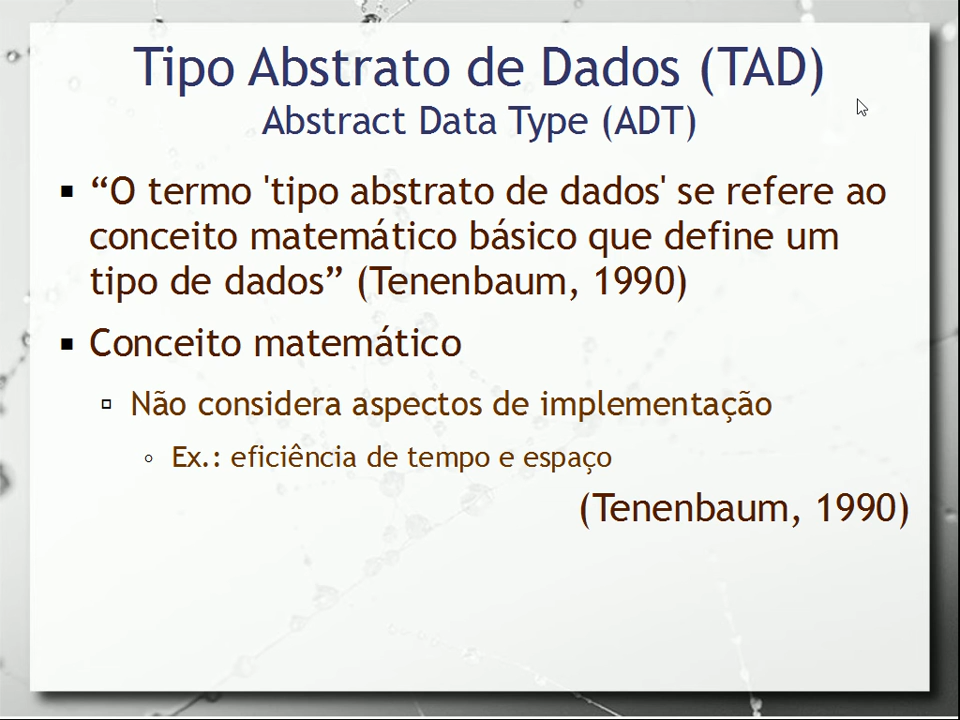 Tipo Abstrato de Dados (TAD)
Abstract Data Type (ADT)
“O termo 'tipo abstrato de dados' se refere ao
conceito matemático básico que define um
tipo de dados” (Tenenbaum, 1990)
Conceito matemático
Não considera aspectos de implementação
Ex.: eficiência de tempo e espaço
(Tenenbaum, 1990)